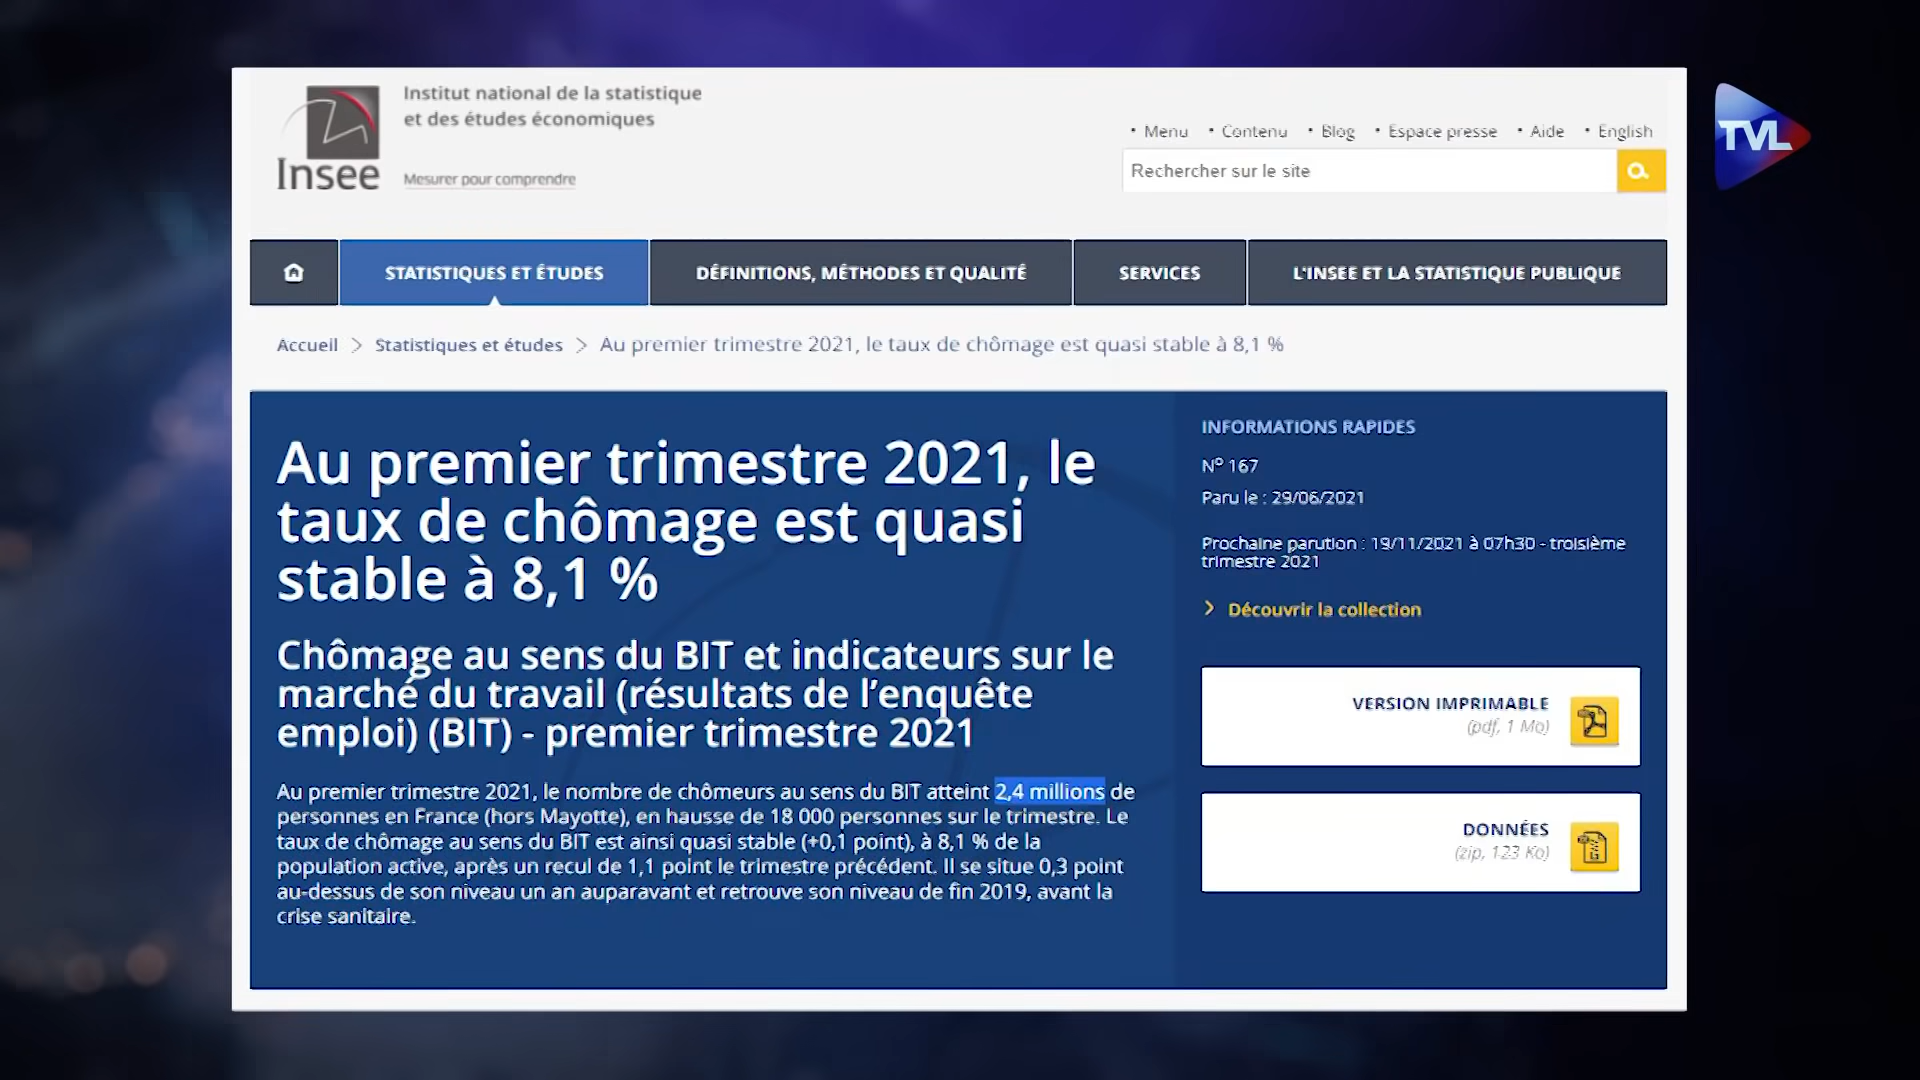 Institut national de la statistique
et des études économiques
Insee
Mesurer pour comprendre
• Menu • Contenu • Blog • Espace presse • Aide • English
Rechercher sur le site
TVL
STATISTIQUES ET ÉTUDES
DÉFINITIONS, MÉTHODES ET QUALITÉ
SERVICES
L'INSEE ET LA STATISTIQUE PUBLIQUE
Accueil > Statistiques et études > Au premier trimestre 2021, le taux de chômage est quasi stable à 8,1 %
Au premier trimestre 2021, le
taux de chômage est quasi
stable à 8,1 %
Chômage au sens du BIT et indicateurs sur le
marché du travail (résultats de l’enquête
emploi) (BIT) - premier trimestre 2021
Au premier trimestre 2021, le nombre de chômeurs au sens du BIT atteint 2,4 millions de
personnes en France (hors Mayotte), en hausse de 18 000 personnes sur le trimestre. Le
taux de chômage au sens du BIT est ainsi quasi stable (+0,1 point), à 8,1 % de la
population active, après un recul de 1,1 point le trimestre précédent. Il se situe 0,3 point
au-dessus de son niveau un an auparavant et retrouve son niveau de fin 2019, avant la
crise sanitaire.
INFORMATIONS RAPIDES
Nº 167
Paru le : 29/06/2021
Prochaine parution : 19/11/2021 à 07h30 - troisième
trimestre 2021
> Découvrir la collection
VERSION IMPRIMABLE
(pdf, 1 Mo)
DONNÉES
(zip, 123 Ko)